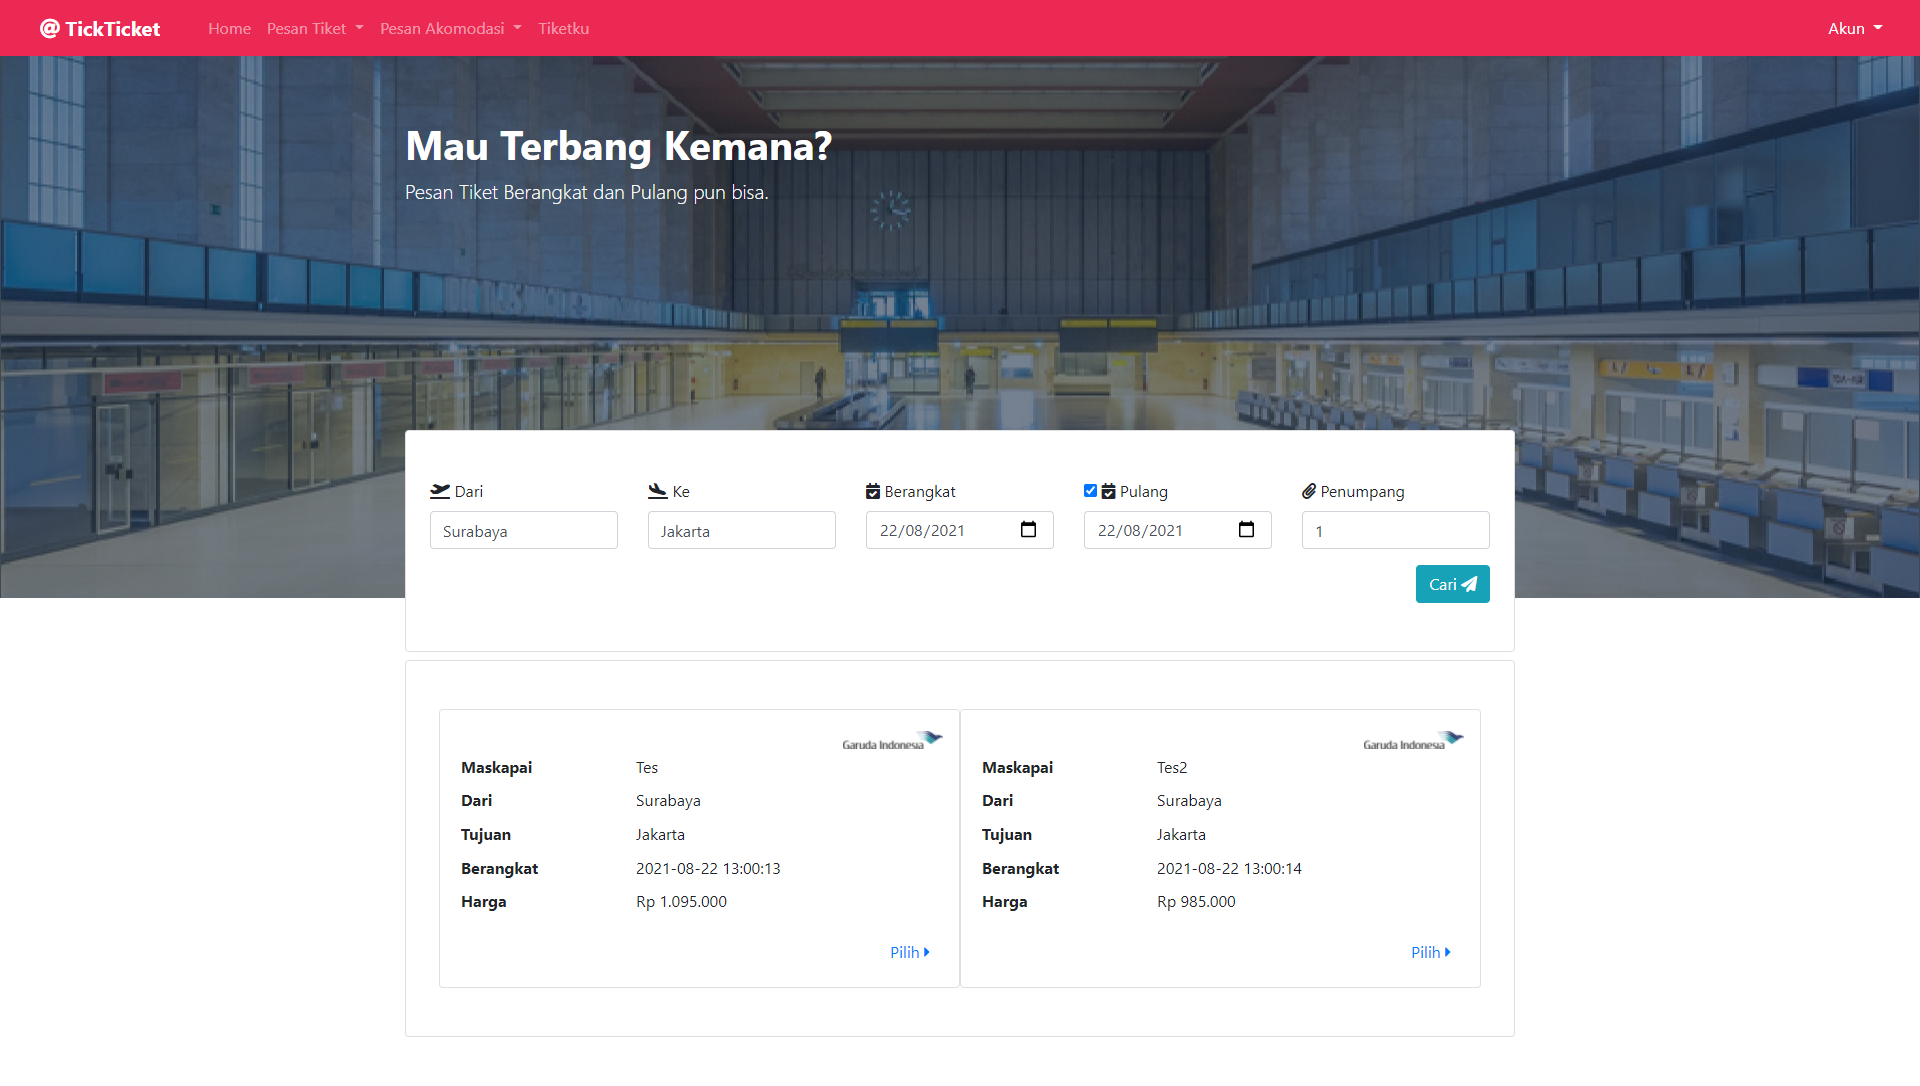 @ TickTicket Home Pesan Tiket Pesan Akomodasi Tiketku Akun
Mau Terbang Kemana?
Pesan Tiket Berangkat dan Pulang pun bisa.
Dari Ke Berangkat Pulang Penumpang
Surabaya Jakarta 22/08/2021 22/08/2021 1
Cari
Garuda Indonesia
Maskapai Tes
Dari Surabaya
Tujuan Jakarta
Berangkat 2021-08-22 13:00:13
Harga Rp 1.095.000
Pilih
Garuda Indonesia
Maskapai Tes2
Dari Surabaya
Tujuan Jakarta
Berangkat 2021-08-22 13:00:14
Harga Rp 985.000
Pilih